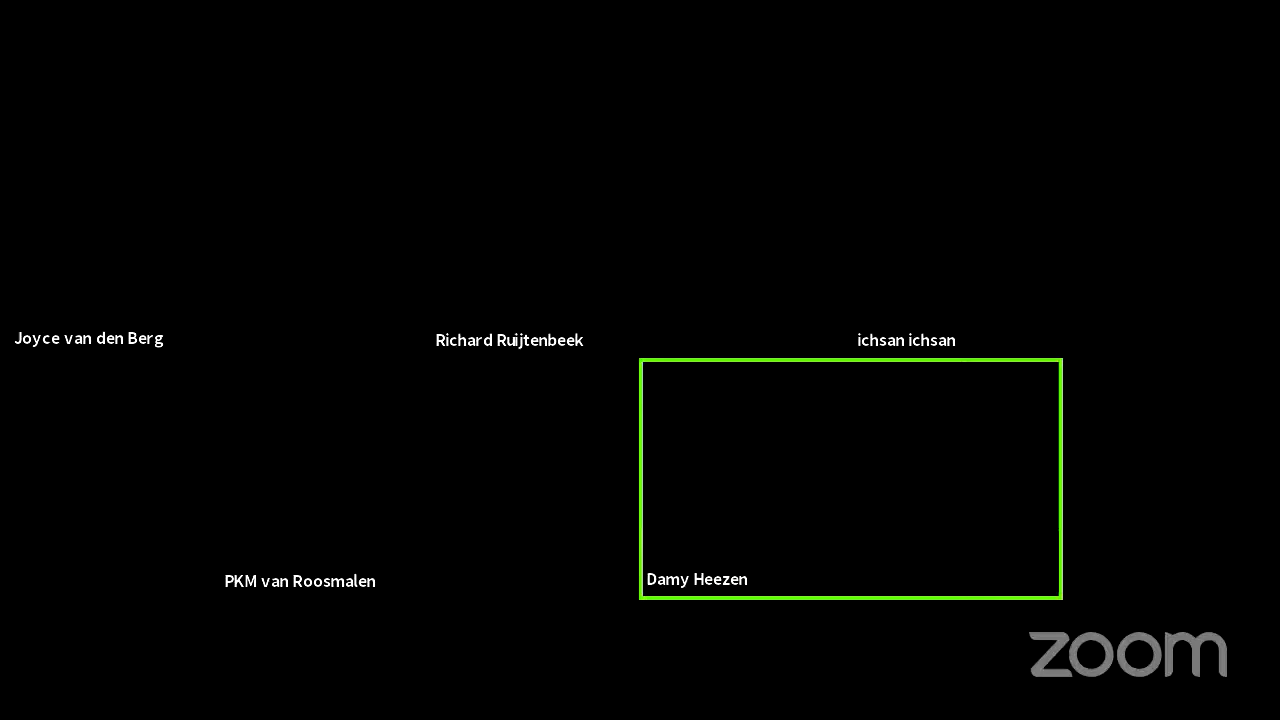 Joyce van den Berg
Richard Ruijtenbeek
ichsan ichsan
PKM van Roosmalen
Damy Heezen
zoom